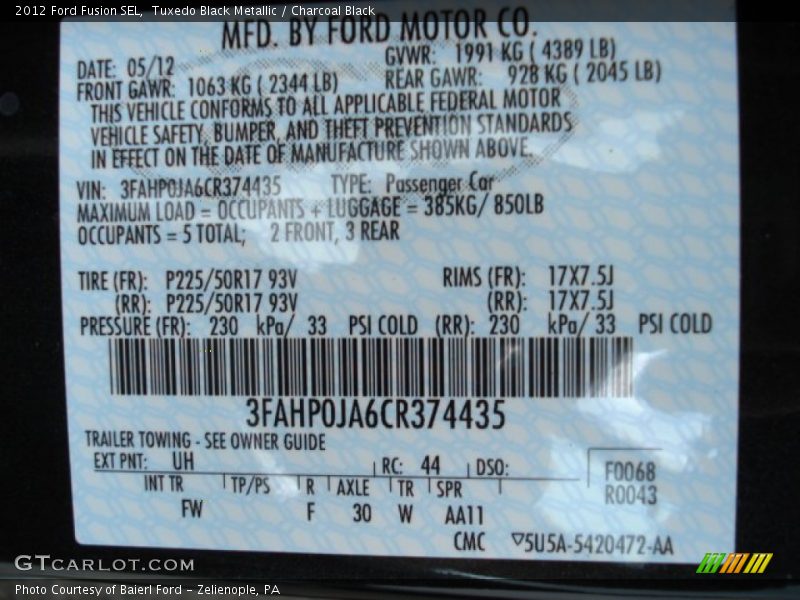 2012 Ford Fusion SEL, Tuxedo Black Metallic / Charcoal Black
MFD. BY FORD MOTOR CO.
DATE: 05/12 GVWR: 1991 KG ( 4389 LB)
FRONT GAWR: 1063 KG ( 2344 LB) REAR GAWR: 928 KG ( 2045 LB)
THIS VEHICLE CONFORMS TO ALL APPLICABLE FEDERAL MOTOR
VEHICLE SAFETY, BUMPER, AND THEFT PREVENTION STANDARDS
IN EFFECT ON THE DATE OF MANUFACTURE SHOWN ABOVE.
VIN: 3FAHP0JA6CR374435 TYPE: Passenger Car
MAXIMUM LOAD = OCCUPANTS + LUGGAGE = 385KG/ 850LB
OCCUPANTS = 5 TOTAL; 2 FRONT, 3 REAR
TIRE (FR): P225/50R17 93V RIMS (FR): 17X7.5J
(RR): P225/50R17 93V (RR): 17X7.5J
PRESSURE (FR): 230 kPa/ 33 PSI COLD (RR): 230 kPa/ 33 PSI COLD
3FAHP0JA6CR374435
TRAILER TOWING - SEE OWNER GUIDE
EXT PNT: UH RC: 44 DSO: F0068
INT TR TP/PS R AXLE TR SPR R0043
FW F 30 W AA11
CMC ▽5U5A-5420472-AA
GTCARLOT.COM
Photo Courtesy of Baierl Ford - Zelienople, PA